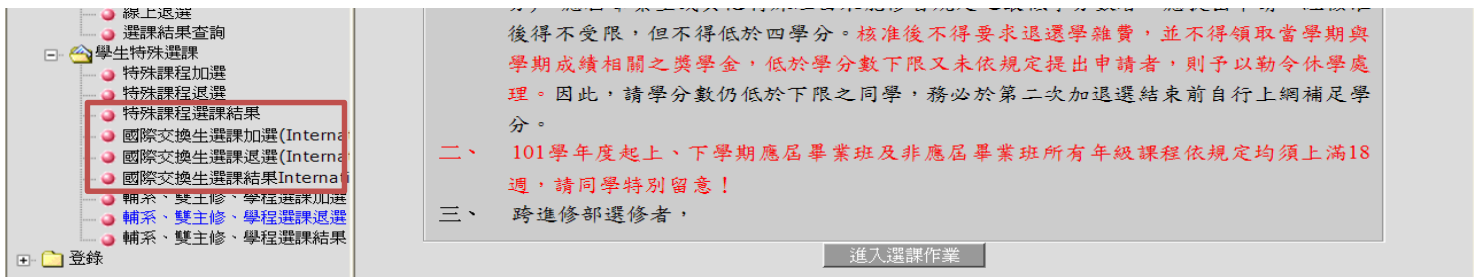 線上退選
選課結果查詢
學生特殊選課
特殊課程加選
特殊課程退選
特殊課程選課結果
國際交換生選課加選(Interna
國際交換生選課退選(Interna
國際交換生選課結果Internati
輔系、雙主修、學程選課加選
輔系、雙主修、學程選課退選
輔系、雙主修、學程選課結果
登錄
後得不受限，但不得低於四學分。核准後不得要求退還學雜費，並不得領取當學期與
學期成績相關之獎學金，低於學分數下限又未依規定提出申請者，則予以勒令休學處
理。因此，請學分數仍低於下限之同學，務必於第二次加退選結束前自行上網補足學
分。
二、 101學年度起上、下學期應屆畢業班及非應屆畢業班所有年級課程依規定均須上滿18
週，請同學特別留意！
三、 跨進修部選修者，
進入選課作業